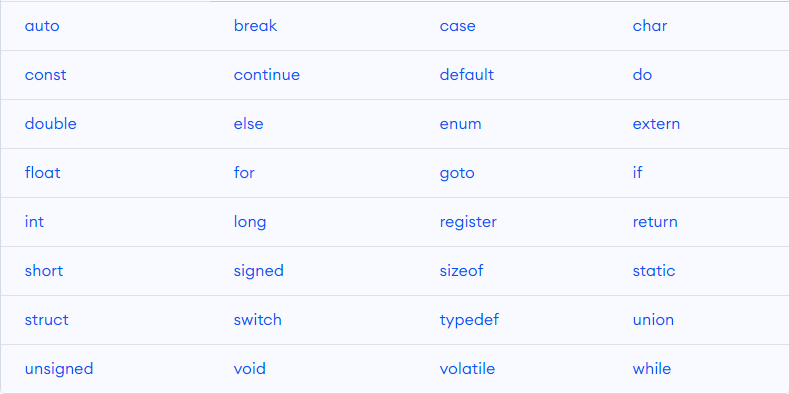 auto break case char
const continue default do
double else enum extern
float for goto if
int long register return
short signed sizeof static
struct switch typedef union
unsigned void volatile while